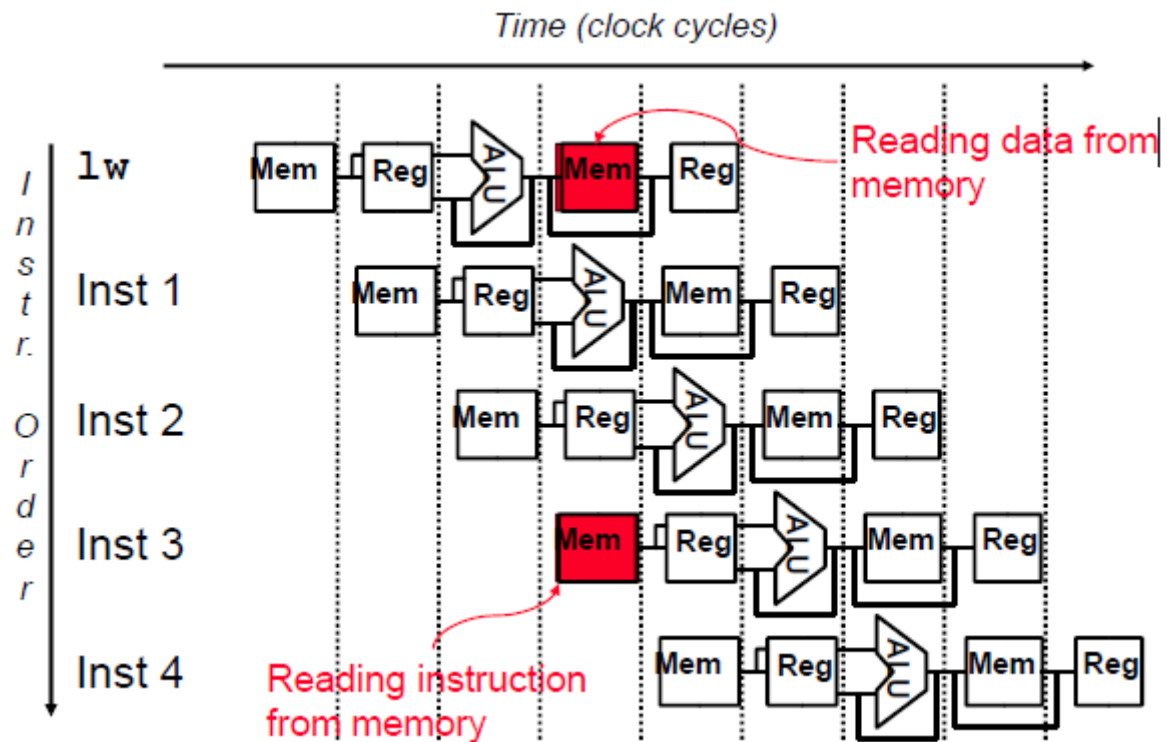 Time (clock cycles)
Instr. Order
lw
Mem Reg ALU Mem Reg
Reading data from
memory
Inst 1
Mem Reg ALU Mem Reg
Inst 2
Mem Reg ALU Mem Reg
Inst 3
Mem Reg ALU Mem Reg
Inst 4
Mem Reg ALU Mem Reg
Reading instruction
from memory